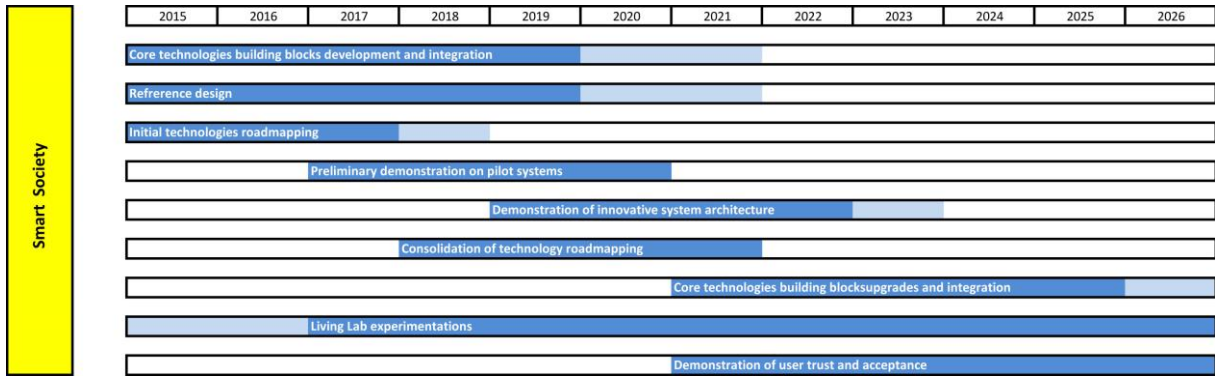 2015 2016 2017 2018 2019 2020 2021 2022 2023 2024 2025 2026
Smart Society
Core technologies building blocks development and integration
Refrerence design
Initial technologies roadmapping
Preliminary demonstration on pilot systems
Demonstration of innovative system architecture
Consolidation of technology roadmapping
Core technologies building blocksupgrades and integration
Living Lab experimentations
Demonstration of user trust and acceptance